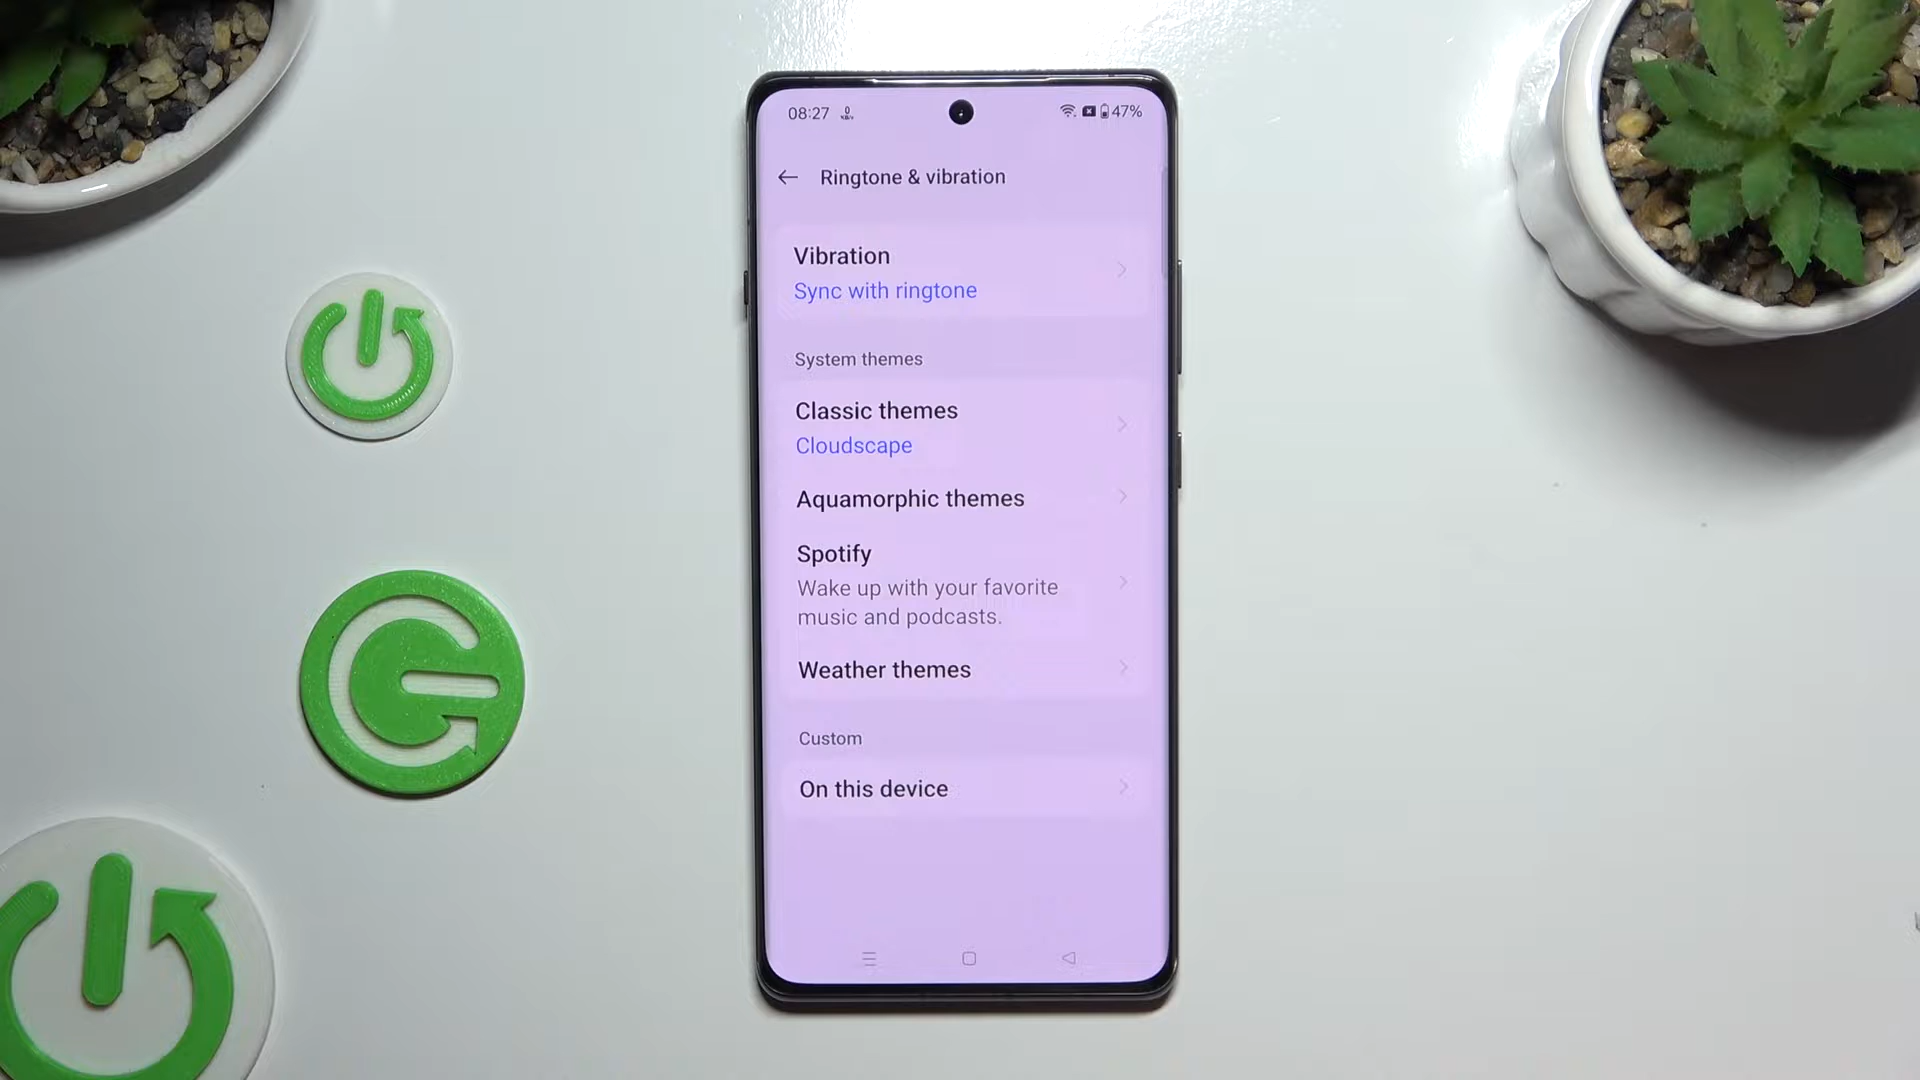 08:27 47%
Ringtone & vibration
Vibration
Sync with ringtone
System themes
Classic themes
Cloudscape
Aquamorphic themes
Spotify
Wake up with your favorite
music and podcasts.
Weather themes
Custom
On this device